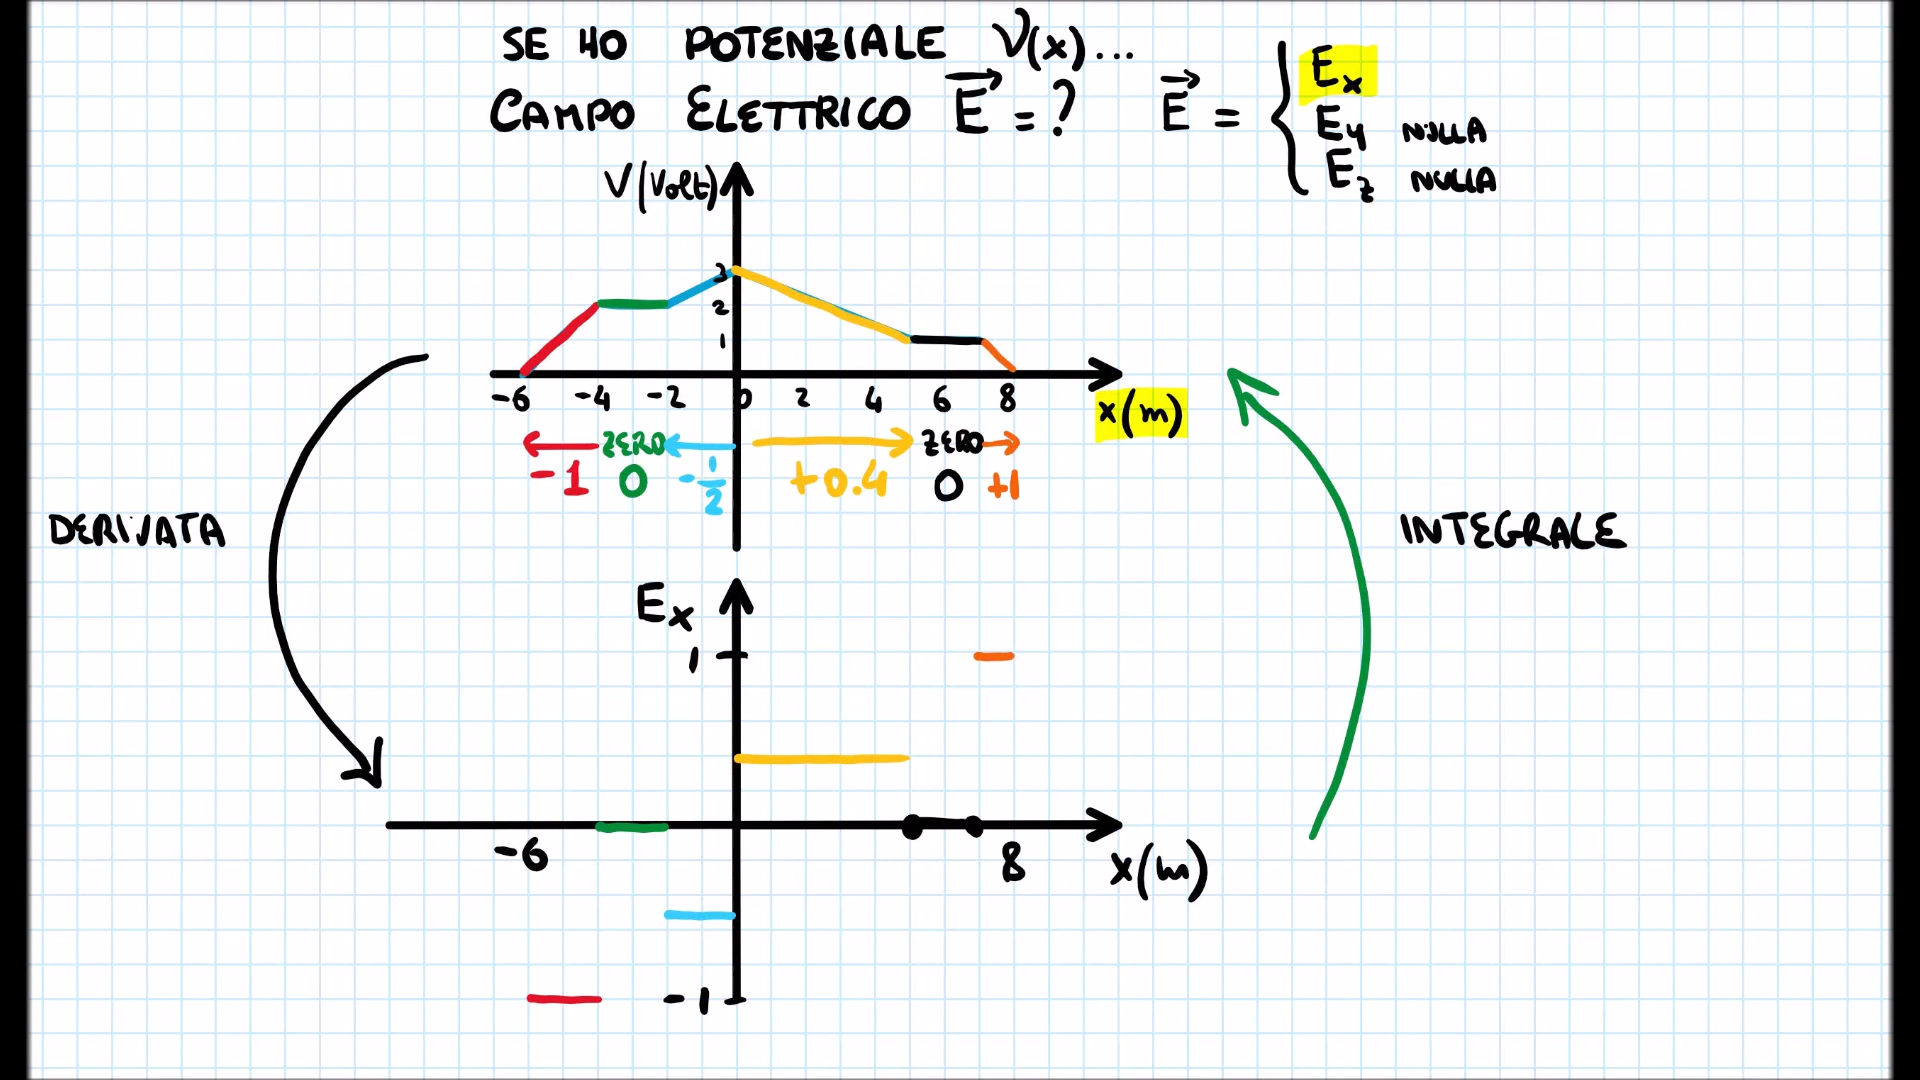 SE HO POTENZIALE V(x)...
CAMPO ELETTRICO E = ? E = { Ex
Ey NULLA
Ez NULLA
V(Volt)
3
2
1
-6 -4 -2 0 2 4 6 8
x(m)
ZERO ZERO
-1 0 -1/2 +0.4 0 +1
DERIVATA
INTEGRALE
Ex
1
-6 8 x(m)
-1